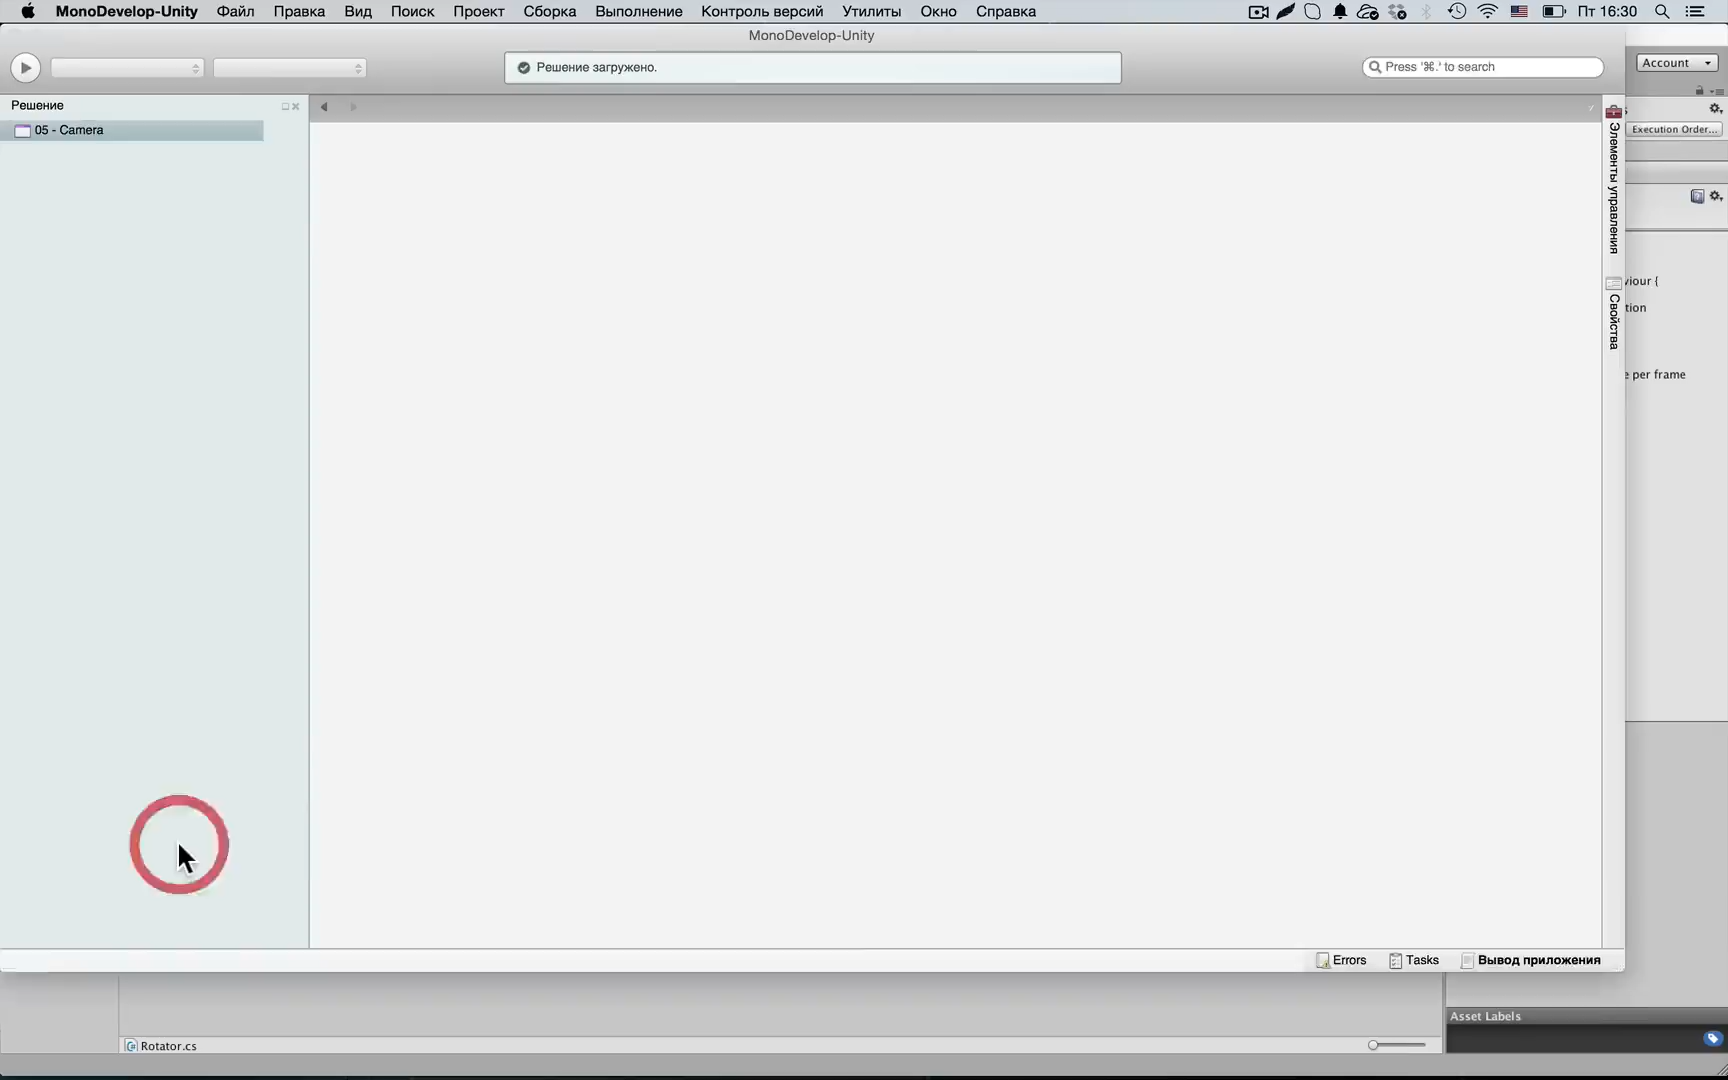 MonoDevelop-Unity Файл Правка Вид Поиск Проект Сборка Выполнение Контроль версий Утилиты Окно Справка Пт 16:30
MonoDevelop-Unity
Решение загружено.
Press '⌘.' to search
Account
Решение
05 - Camera
Execution Order...
Элементы управления
Свойства
viour {
tion
e per frame
Errors Tasks Вывод приложения
Asset Labels
Rotator.cs